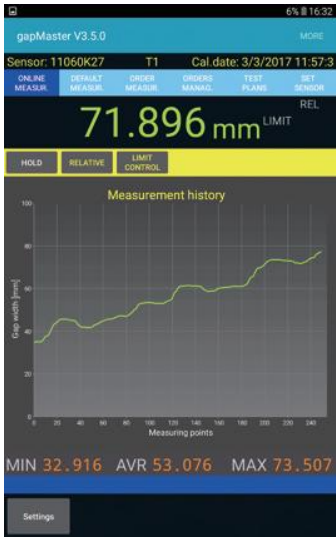 6% 16:32
gapMaster V3.5.0 MORE
Sensor: 11060K27 T1 Cal.date: 3/3/2017 11:57:3
ONLINE MEASUR. DEFAULT MEASUR. ORDER MEASUR. ORDERS MANAG. TEST PLANS SET SENSOR
REL
71.896 mm LIMIT
HOLD RELATIVE LIMIT CONTROL
Measurement history
100
80
60
40
20
0
Gap width [mm]
0 20 40 60 80 100 120 140 160 180 200 220 240
Measuring points
MIN 32.916 AVR 53.076 MAX 73.507
Settings